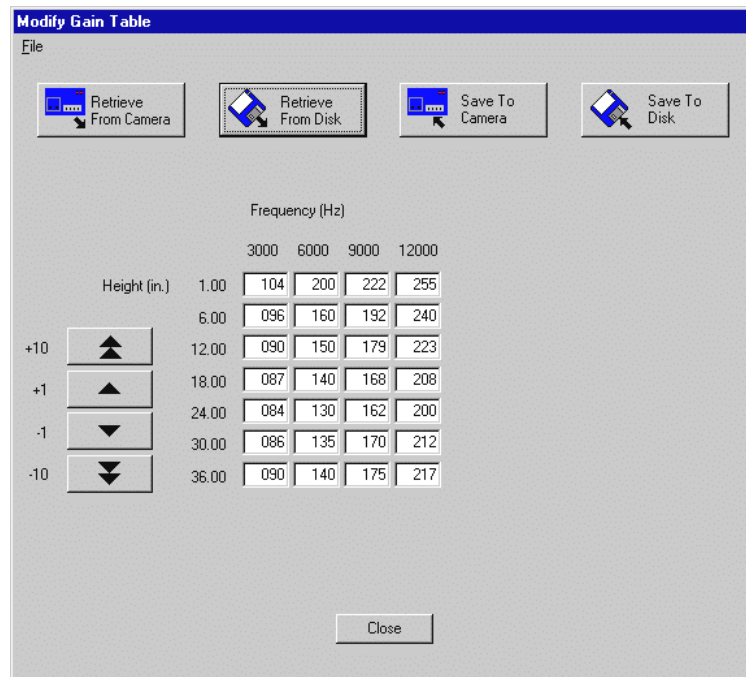 Modify Gain Table
File
Retrieve From Camera
Retrieve From Disk
Save To Camera
Save To Disk
Frequency (Hz)
3000 6000 9000 12000
Height (in.) 1.00 104 200 222 255
6.00 096 160 192 240
+10 12.00 090 150 179 223
+1 18.00 087 140 168 208
24.00 084 130 162 200
-1 30.00 086 135 170 212
-10 36.00 090 140 175 217
Close